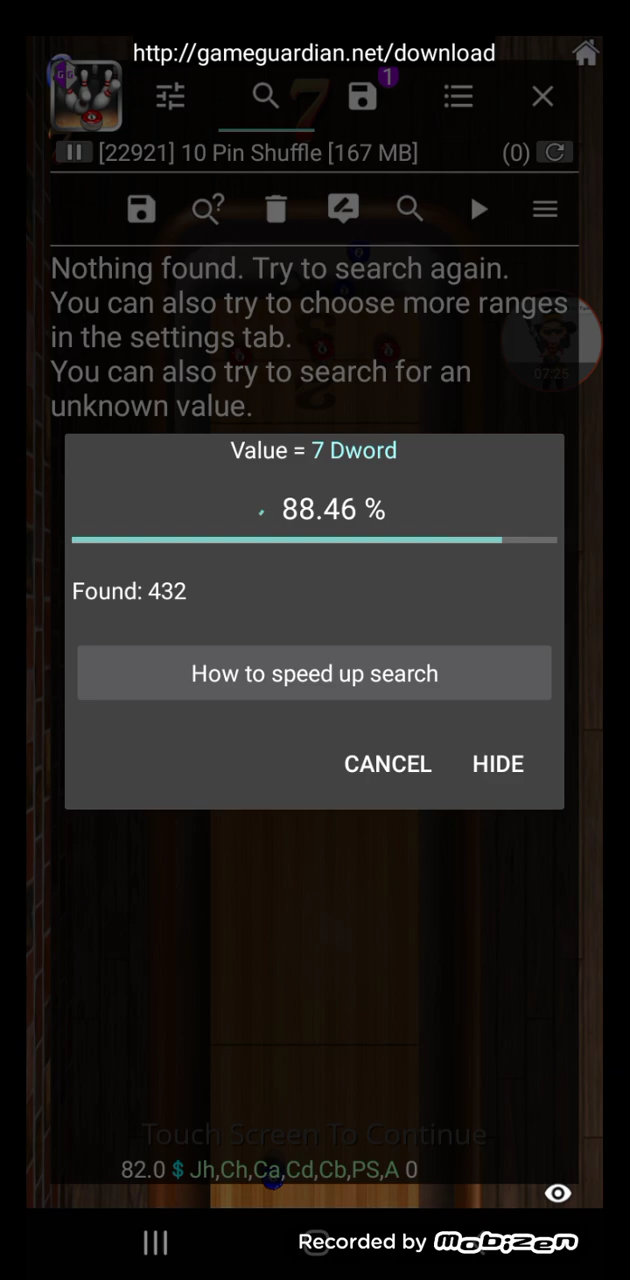 http://gameguardian.net/download
7
1
[22921] 10 Pin Shuffle [167 MB] (0)
Nothing found. Try to search again.
You can also try to choose more ranges
in the settings tab.
You can also try to search for an
unknown value.
07:25
Value = 7 Dword
88.46 %
Found: 432
How to speed up search
CANCEL HIDE
Touch Screen To Continue
82.0 $ Jh,Ch,Ca,Cd,Cb,PS,A 0
Recorded by mobizen